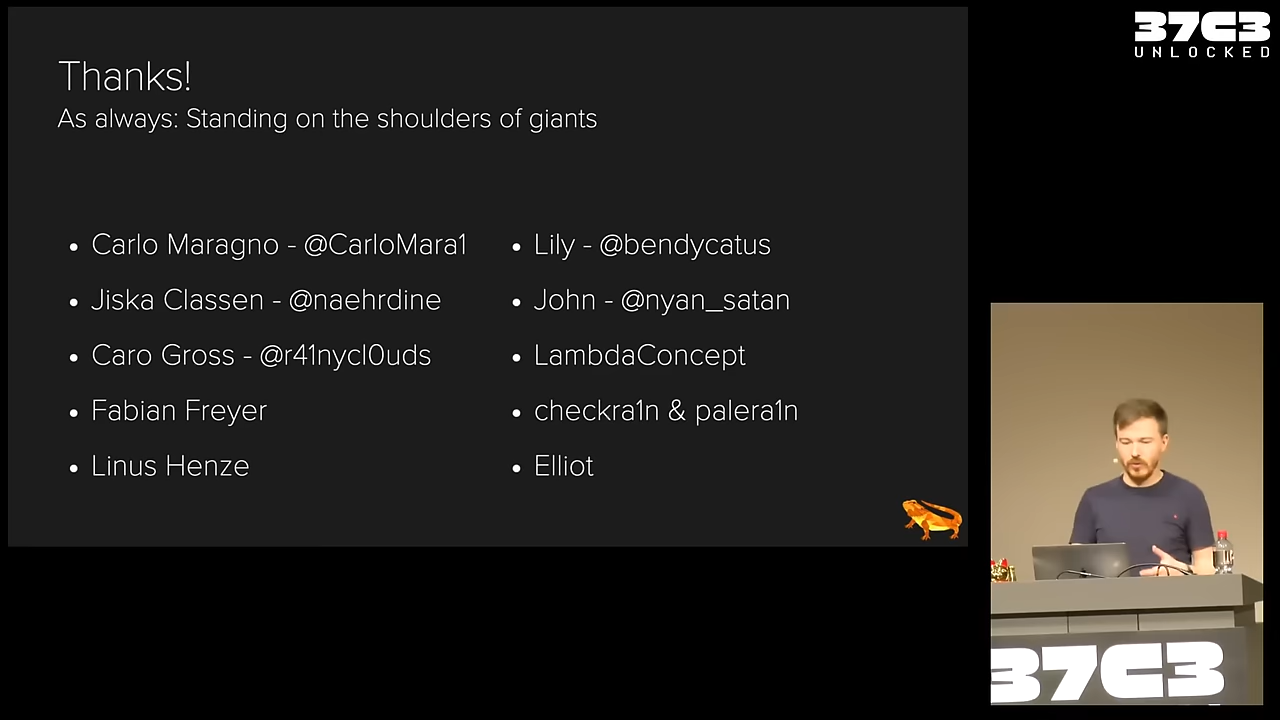 37C3
UNLOCKED
Thanks!
As always: Standing on the shoulders of giants
• Carlo Maragno - @CarloMara1
• Jiska Classen - @naehrdine
• Caro Gross - @r41nycl0uds
• Fabian Freyer
• Linus Henze
• Lily - @bendycatus
• John - @nyan_satan
• LambdaConcept
• checkra1n & palera1n
• Elliot
37C3